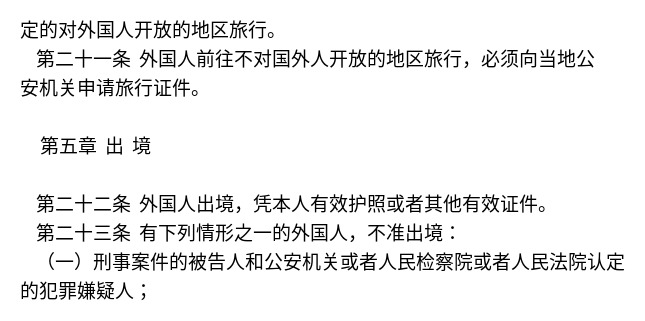 定的对外国人开放的地区旅行。
第二十一条 外国人前往不对国外人开放的地区旅行，必须向当地公
安机关申请旅行证件。
第五章 出 境
第二十二条 外国人出境，凭本人有效护照或者其他有效证件。
第二十三条 有下列情形之一的外国人，不准出境：
（一）刑事案件的被告人和公安机关或者人民检察院或者人民法院认定
的犯罪嫌疑人；